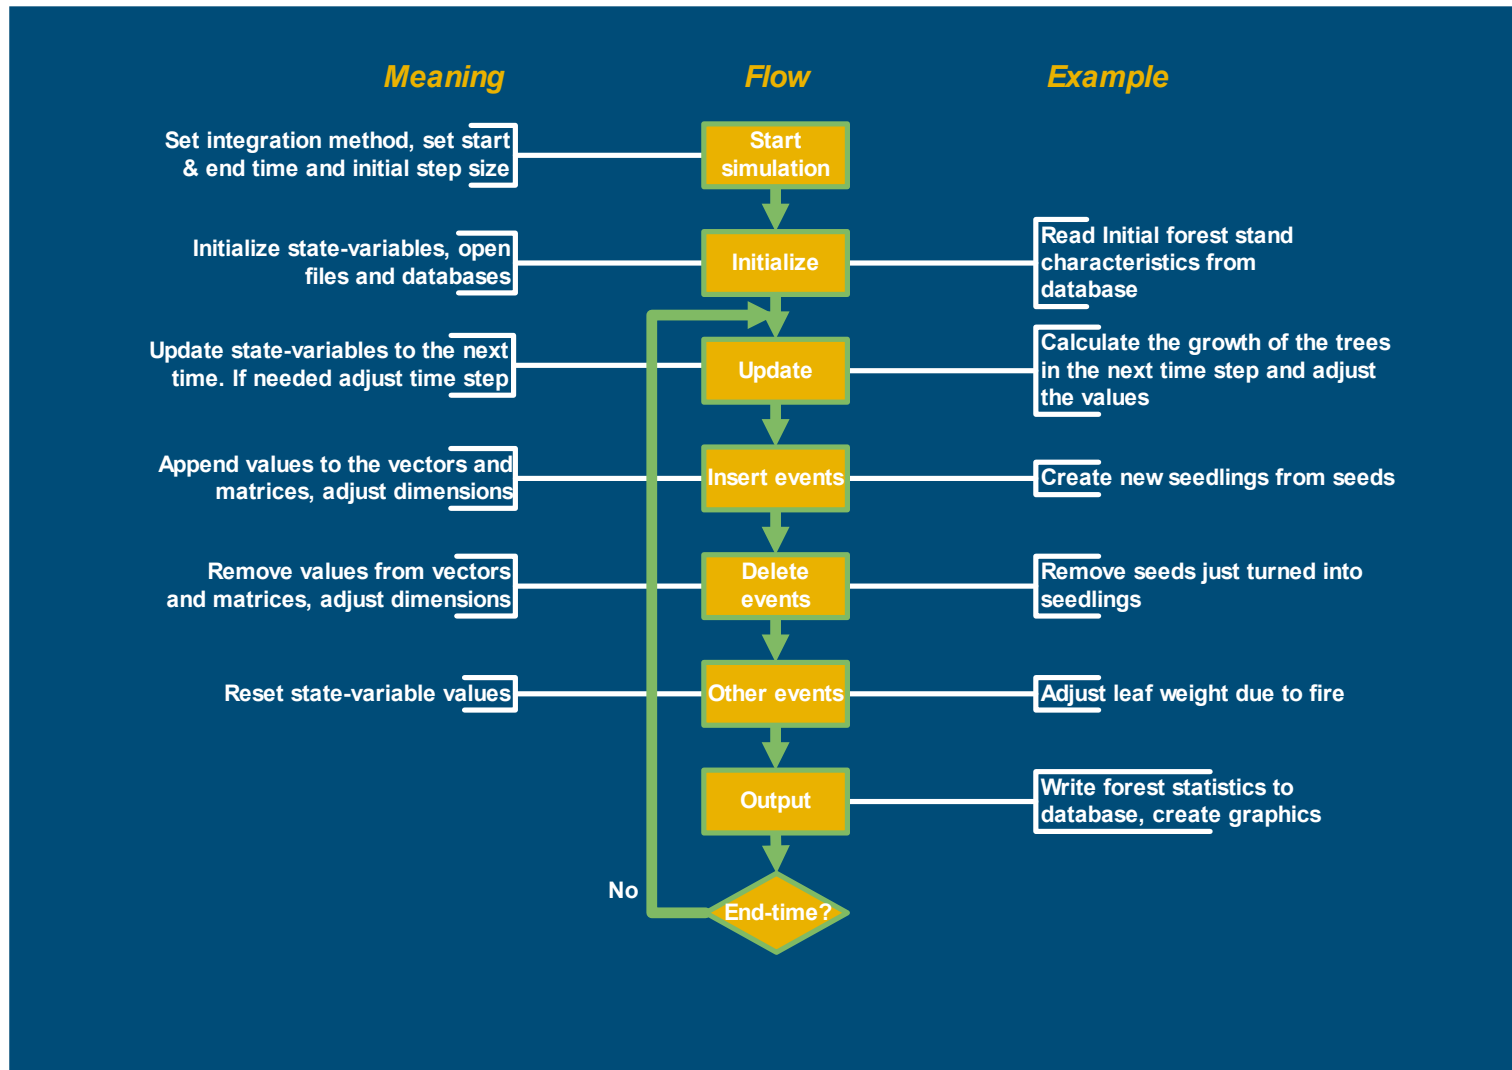 Meaning
Flow
Example
Set integration method, set start
& end time and initial step size
Start
simulation
Initialize state-variables, open
files and databases
Initialize
Read Initial forest stand
characteristics from
database
Update state-variables to the next
time. If needed adjust time step
Update
Calculate the growth of the trees
in the next time step and adjust
the values
Append values to the vectors and
matrices, adjust dimensions
Insert events
Create new seedlings from seeds
Remove values from vectors
and matrices, adjust dimensions
Delete
events
Remove seeds just turned into
seedlings
Reset state-variable values
Other events
Adjust leaf weight due to fire
Output
Write forest statistics to
database, create graphics
No
End-time?